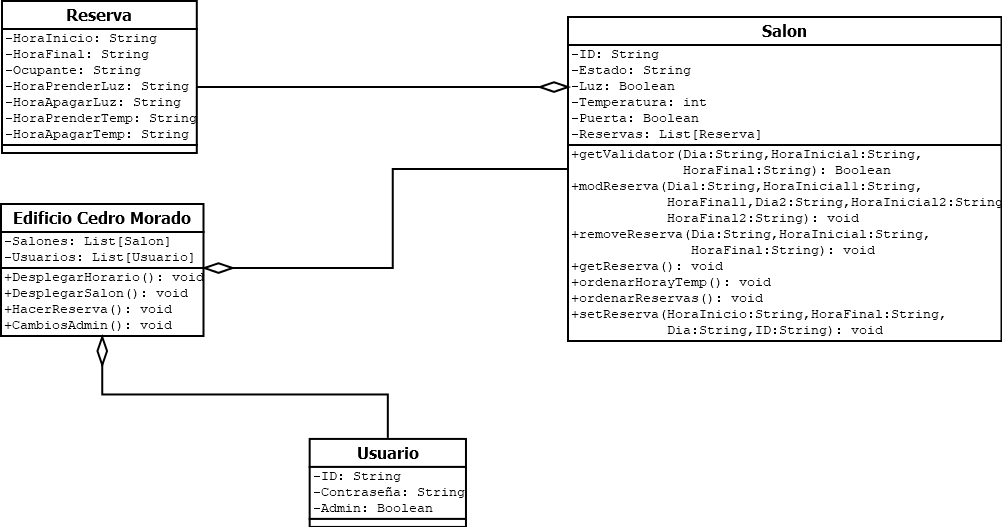 Reserva
-HoraInicio: String
-HoraFinal: String
-Ocupante: String
-HoraPrenderLuz: String
-HoraApagarLuz: String
-HoraPrenderTemp: String
-HoraApagarTemp: String
Salon
-ID: String
-Estado: String
-Luz: Boolean
-Temperatura: int
-Puerta: Boolean
-Reservas: List[Reserva]
+getValidator(Dia:String,HoraInicial:String,
HoraFinal:String): Boolean
+modReserva(Dia1:String,HoraInicial1:String,
HoraFinal1,Dia2:String,HoraInicial2:String
HoraFinal2:String): void
+removeReserva(Dia:String,HoraInicial:String,
HoraFinal:String): void
+getReserva(): void
+ordenarHorayTemp(): void
+ordenarReservas(): void
+setReserva(HoraInicio:String,HoraFinal:String,
Dia:String,ID:String): void
Edificio Cedro Morado
-Salones: List[Salon]
-Usuarios: List[Usuario]
+DesplegarHorario(): void
+DesplegarSalon(): void
+HacerReserva(): void
+CambiosAdmin(): void
Usuario
-ID: String
-Contraseña: String
-Admin: Boolean